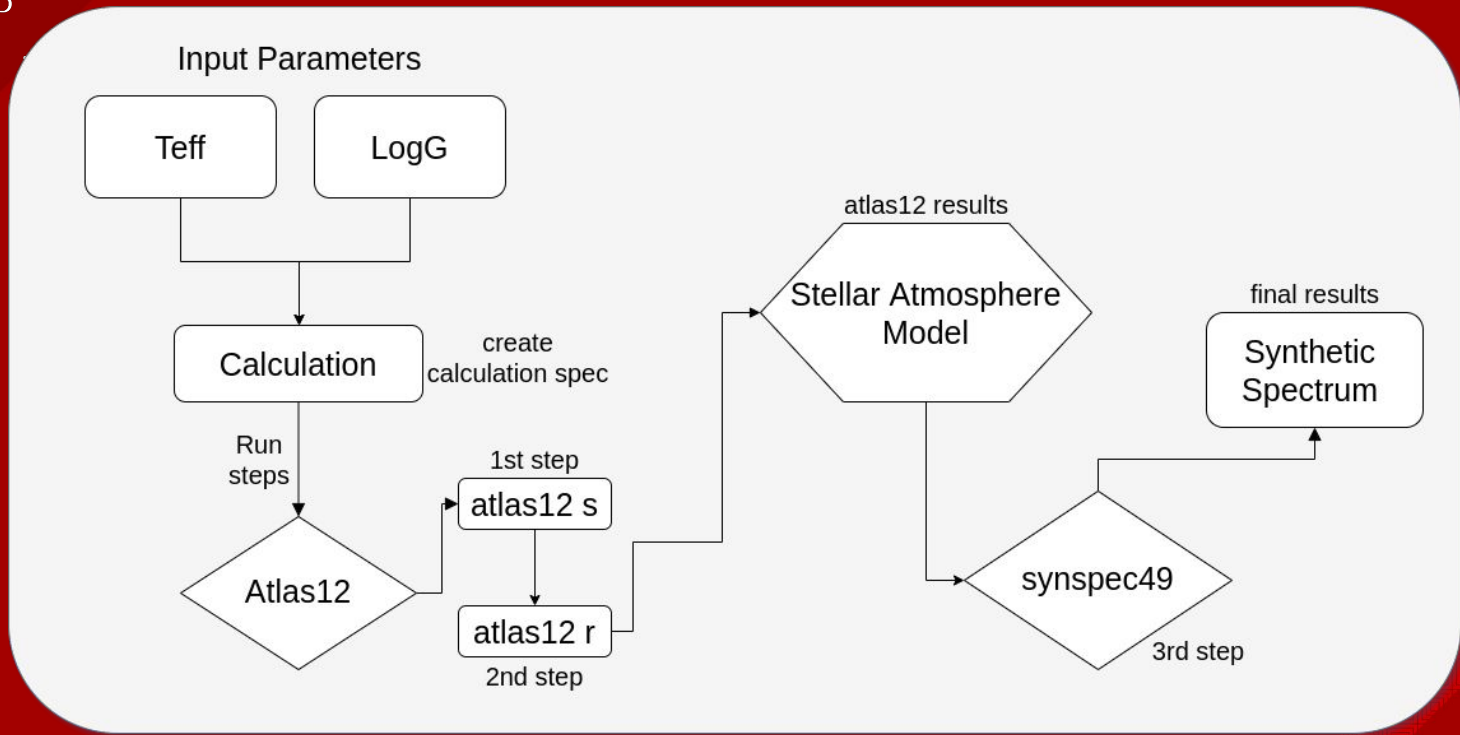 Input Parameters
Teff
LogG
Calculation
create
calculation spec
Run
steps
Atlas12
1st step
atlas12 s
atlas12 r
2nd step
atlas12 results
Stellar Atmosphere
Model
synspec49
3rd step
final results
Synthetic
Spectrum